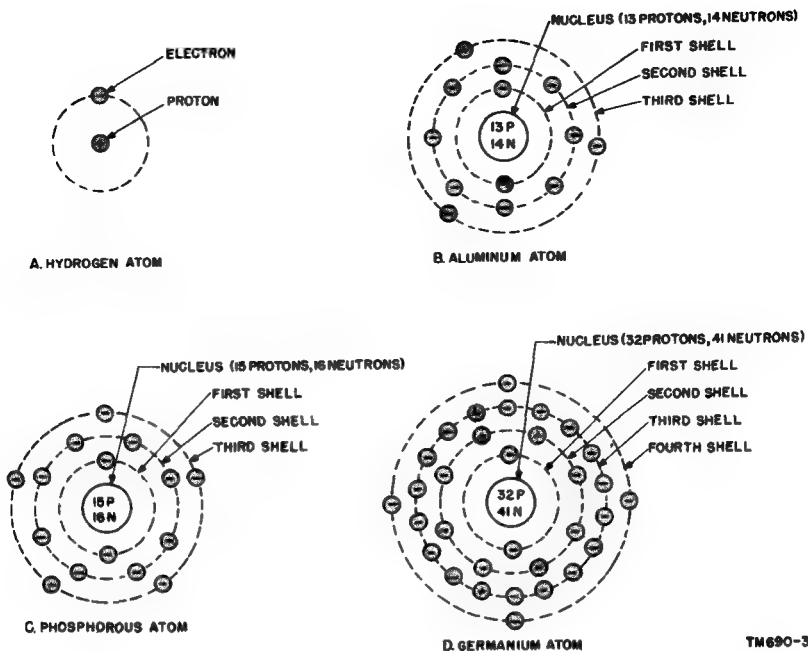 ELECTRON
PROTON
A. HYDROGEN ATOM
NUCLEUS (13 PROTONS, 14 NEUTRONS)
FIRST SHELL
SECOND SHELL
THIRD SHELL
13 P
14 N
B. ALUMINUM ATOM
NUCLEUS (15 PROTONS, 16 NEUTRONS)
FIRST SHELL
SECOND SHELL
THIRD SHELL
15 P
16 N
C. PHOSPHOROUS ATOM
NUCLEUS (32 PROTONS, 41 NEUTRONS)
FIRST SHELL
SECOND SHELL
THIRD SHELL
FOURTH SHELL
32 P
41 N
D. GERMANIUM ATOM
TM690-3